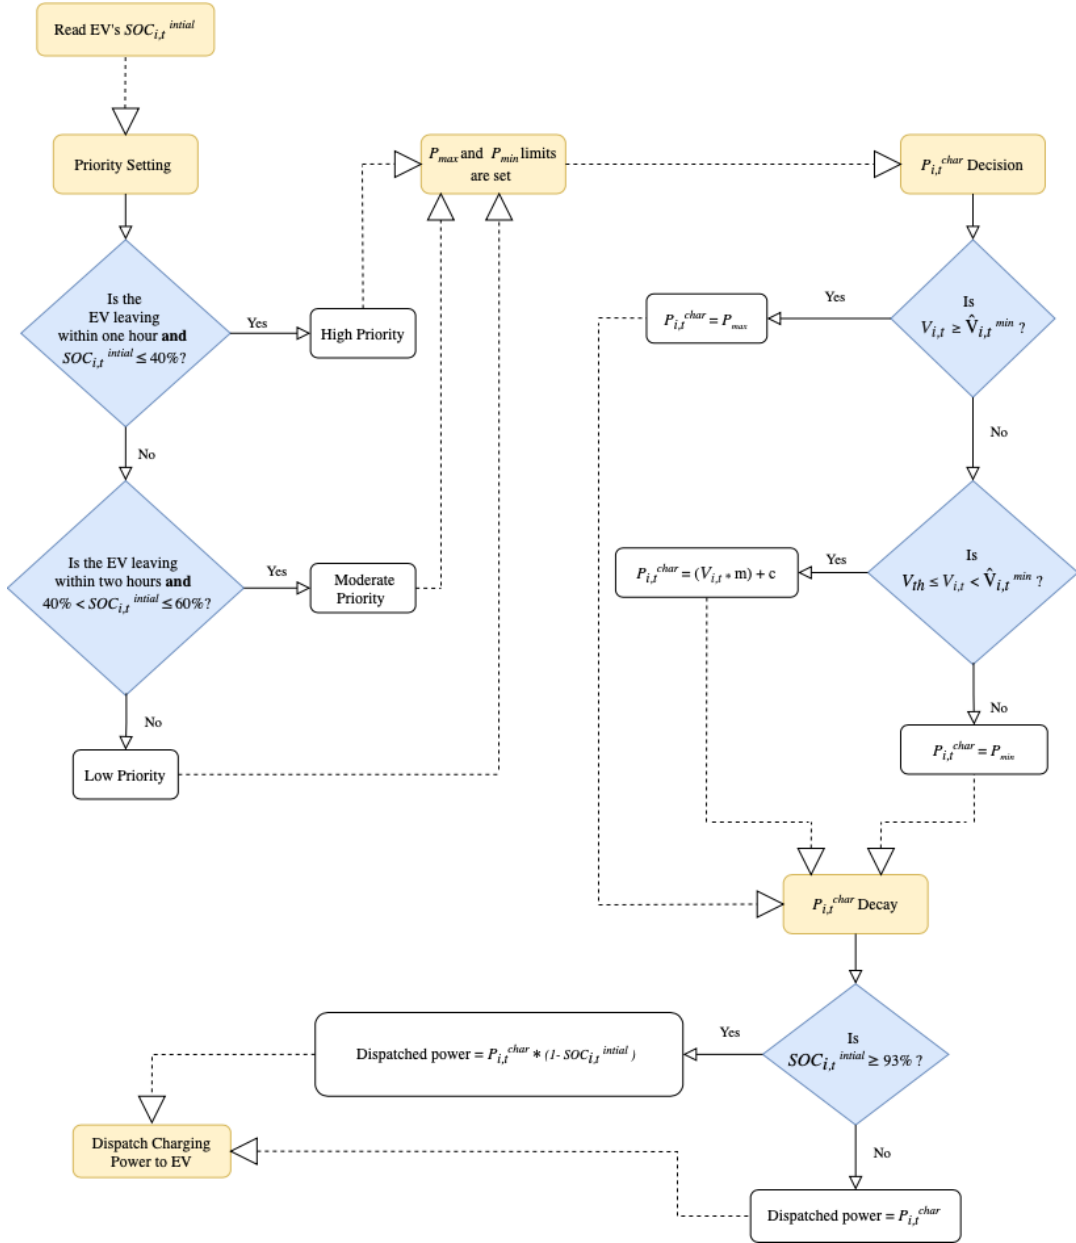 Read EV's SOC_{i,t}^{intial}
Priority Setting
Is the
EV leaving
within one hour and
SOC_{i,t}^{intial} ≤ 40%?
Yes
High Priority
No
Is the EV leaving
within two hours and
40% < SOC_{i,t}^{intial} ≤ 60%?
Yes
Moderate
Priority
No
Low Priority
P_{max} and P_{min} limits
are set
P_{i,t}^{char} Decision
Is
V_{i,t} ≥ V̂_{i,t}^{min} ?
Yes
P_{i,t}^{char} = P_{max}
No
Is
V_{th} ≤ V_{i,t} < V̂_{i,t}^{min} ?
Yes
P_{i,t}^{char} = (V_{i,t} * m) + c
No
P_{i,t}^{char} = P_{min}
P_{i,t}^{char} Decay
Is
SOC_{i,t}^{intial} ≥ 93% ?
Yes
Dispatched power = P_{i,t}^{char} * (1- SOC_{i,t}^{intial} )
No
Dispatched power = P_{i,t}^{char}
Dispatch Charging
Power to EV